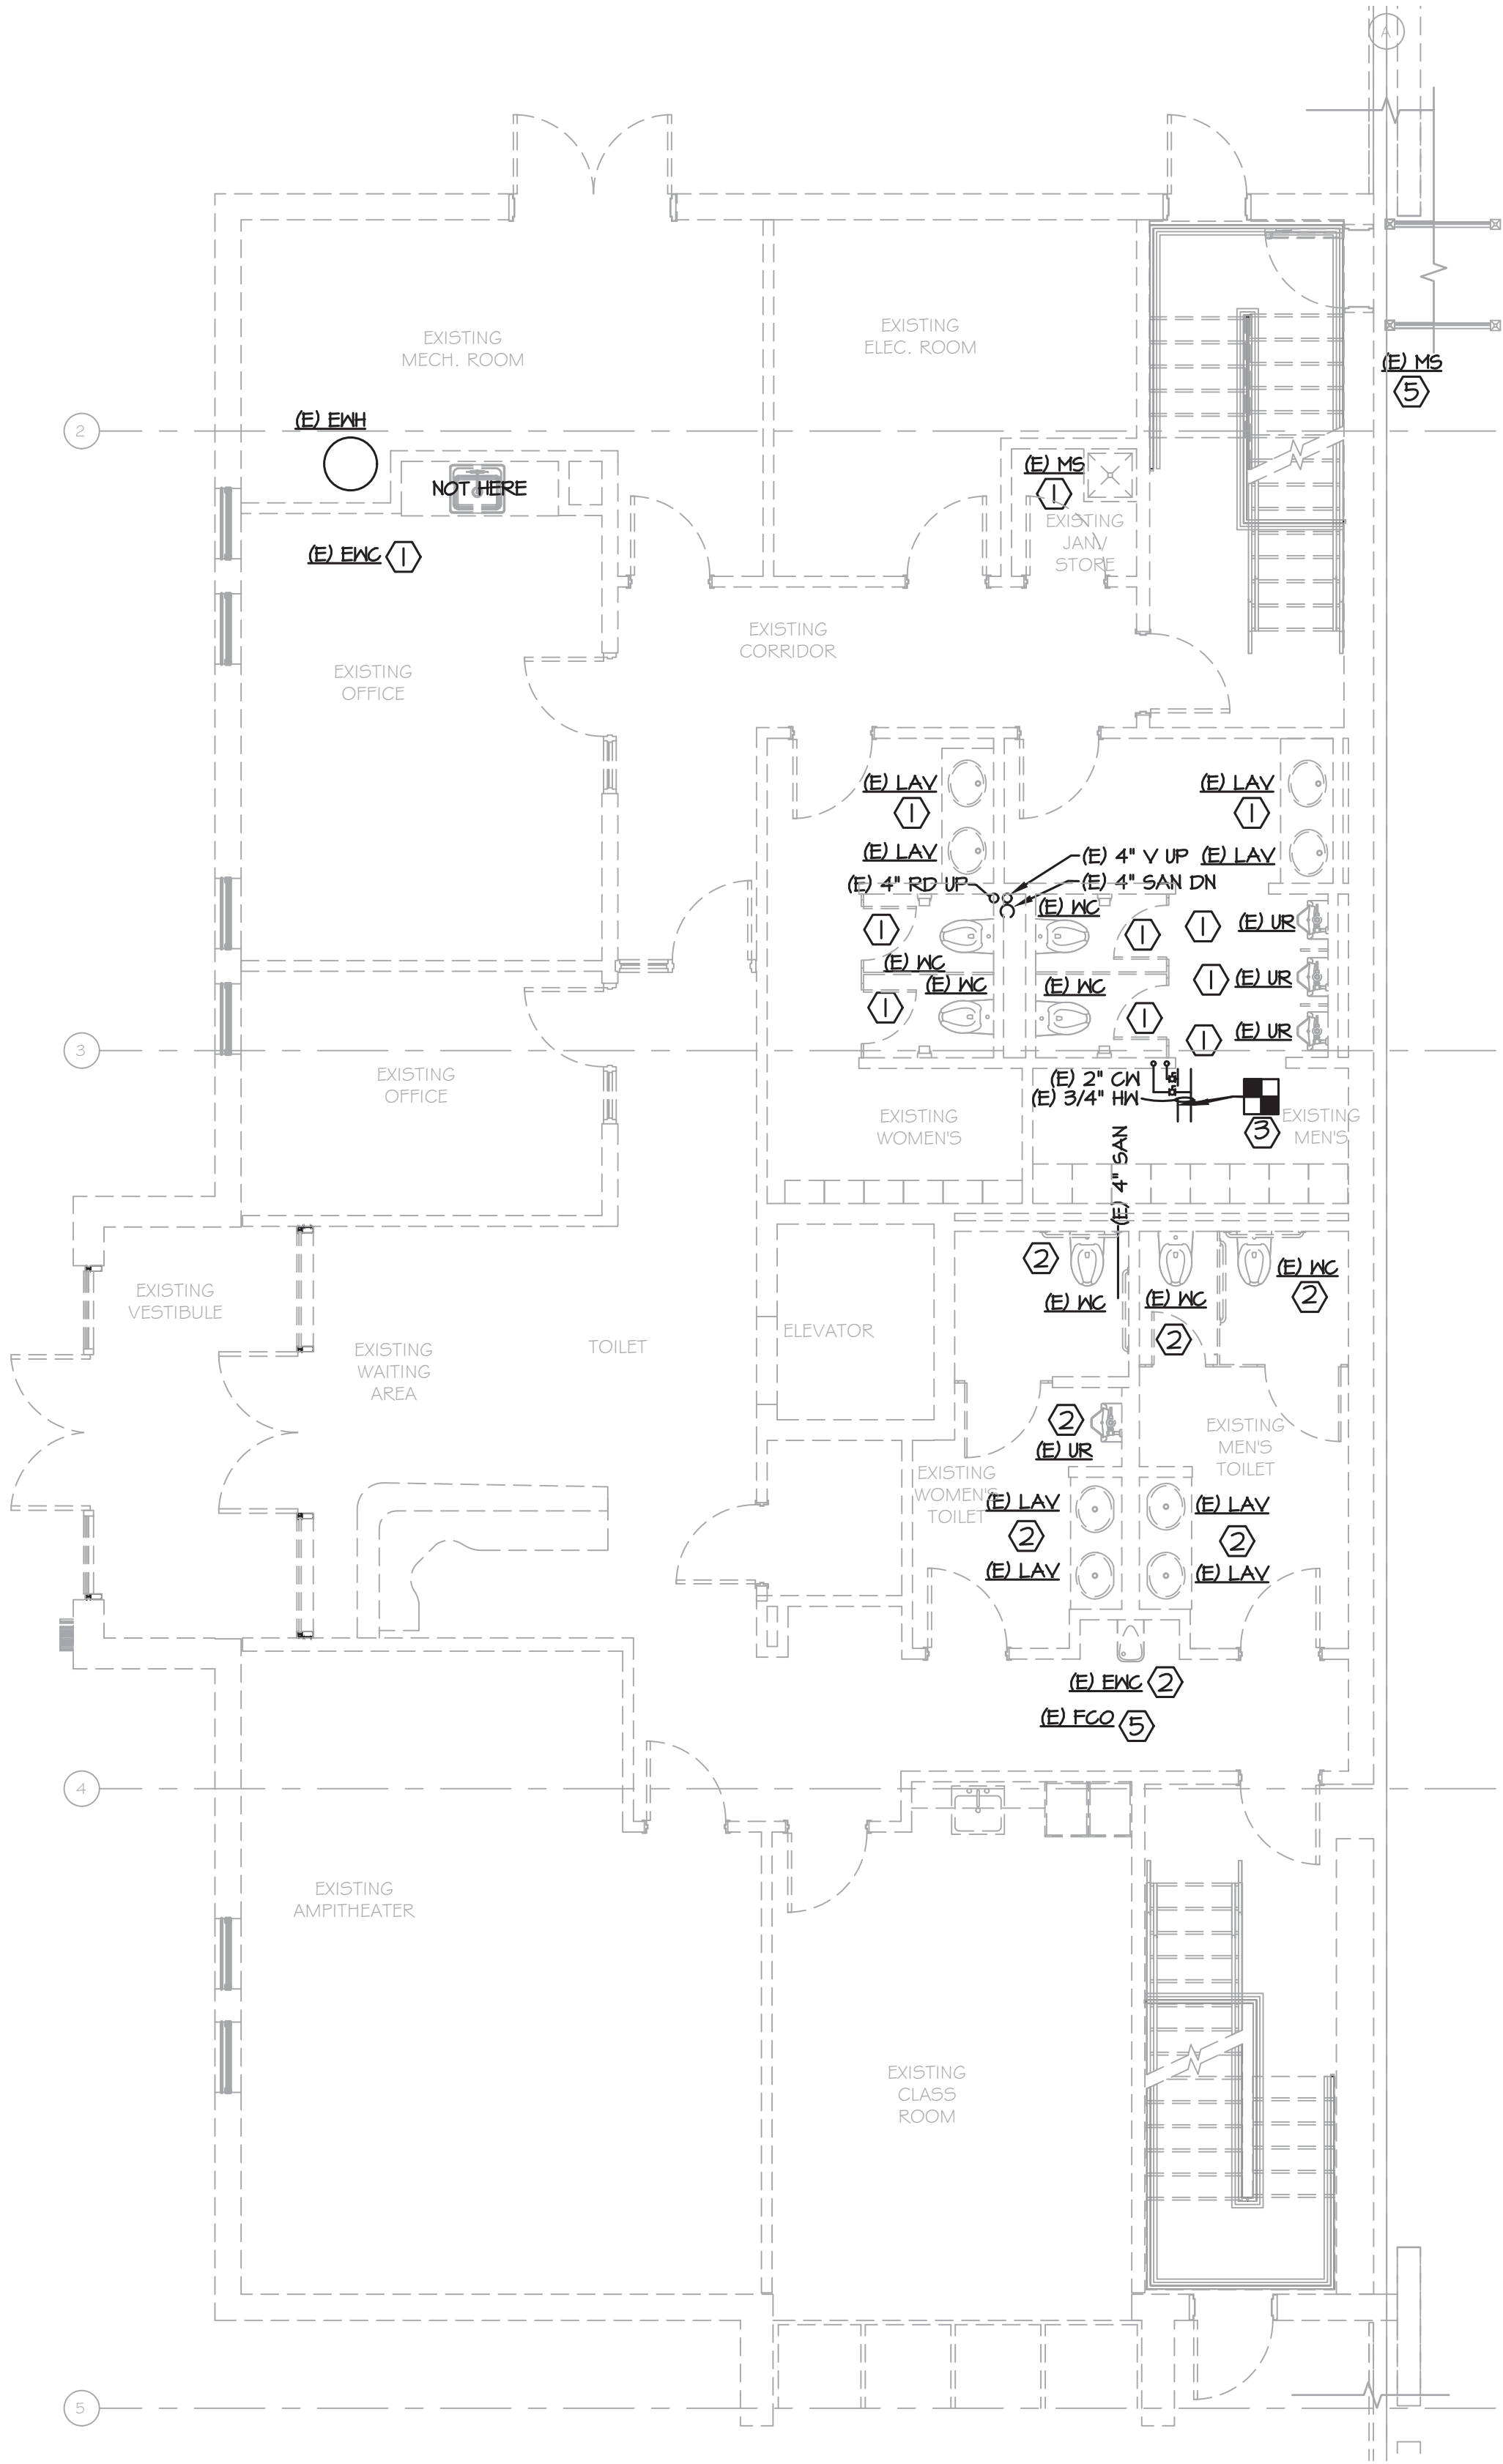 A
EXISTING
MECH. ROOM
EXISTING
ELEC. ROOM
(E) MS
5
(E) EWH
2
NOT HERE
(E) MS
1
EXISTING
JAN./
STORE
(E) EWC 1
EXISTING
CORRIDOR
EXISTING
OFFICE
(E) LAV
1
(E) LAV
(E) LAV
1
(E) LAV
(E) 4" V UP
(E) 4" SAN DN
(E) 4" RD UP
(E) WC
1
1
1
(E) UR
(E) WC
(E) WC
(E) WC
1
(E) UR
1
1
1
(E) UR
3
EXISTING
OFFICE
(E) 2" CW
(E) 3/4" HW
3
EXISTING
WOMEN'S
EXISTING
MEN'S
(E) 4" SAN
2
(E) WC
(E) WC
2
(E) WC
2
EXISTING
VESTIBULE
EXISTING
WAITING
AREA
TOILET
ELEVATOR
2
(E) UR
EXISTING
MEN'S
TOILET
EXISTING
WOMEN'S
TOILET
(E) LAV
2
(E) LAV
(E) LAV
2
(E) LAV
(E) EWC 2
(E) FCO 5
4
EXISTING
AMPITHEATER
EXISTING
CLASS
ROOM
5